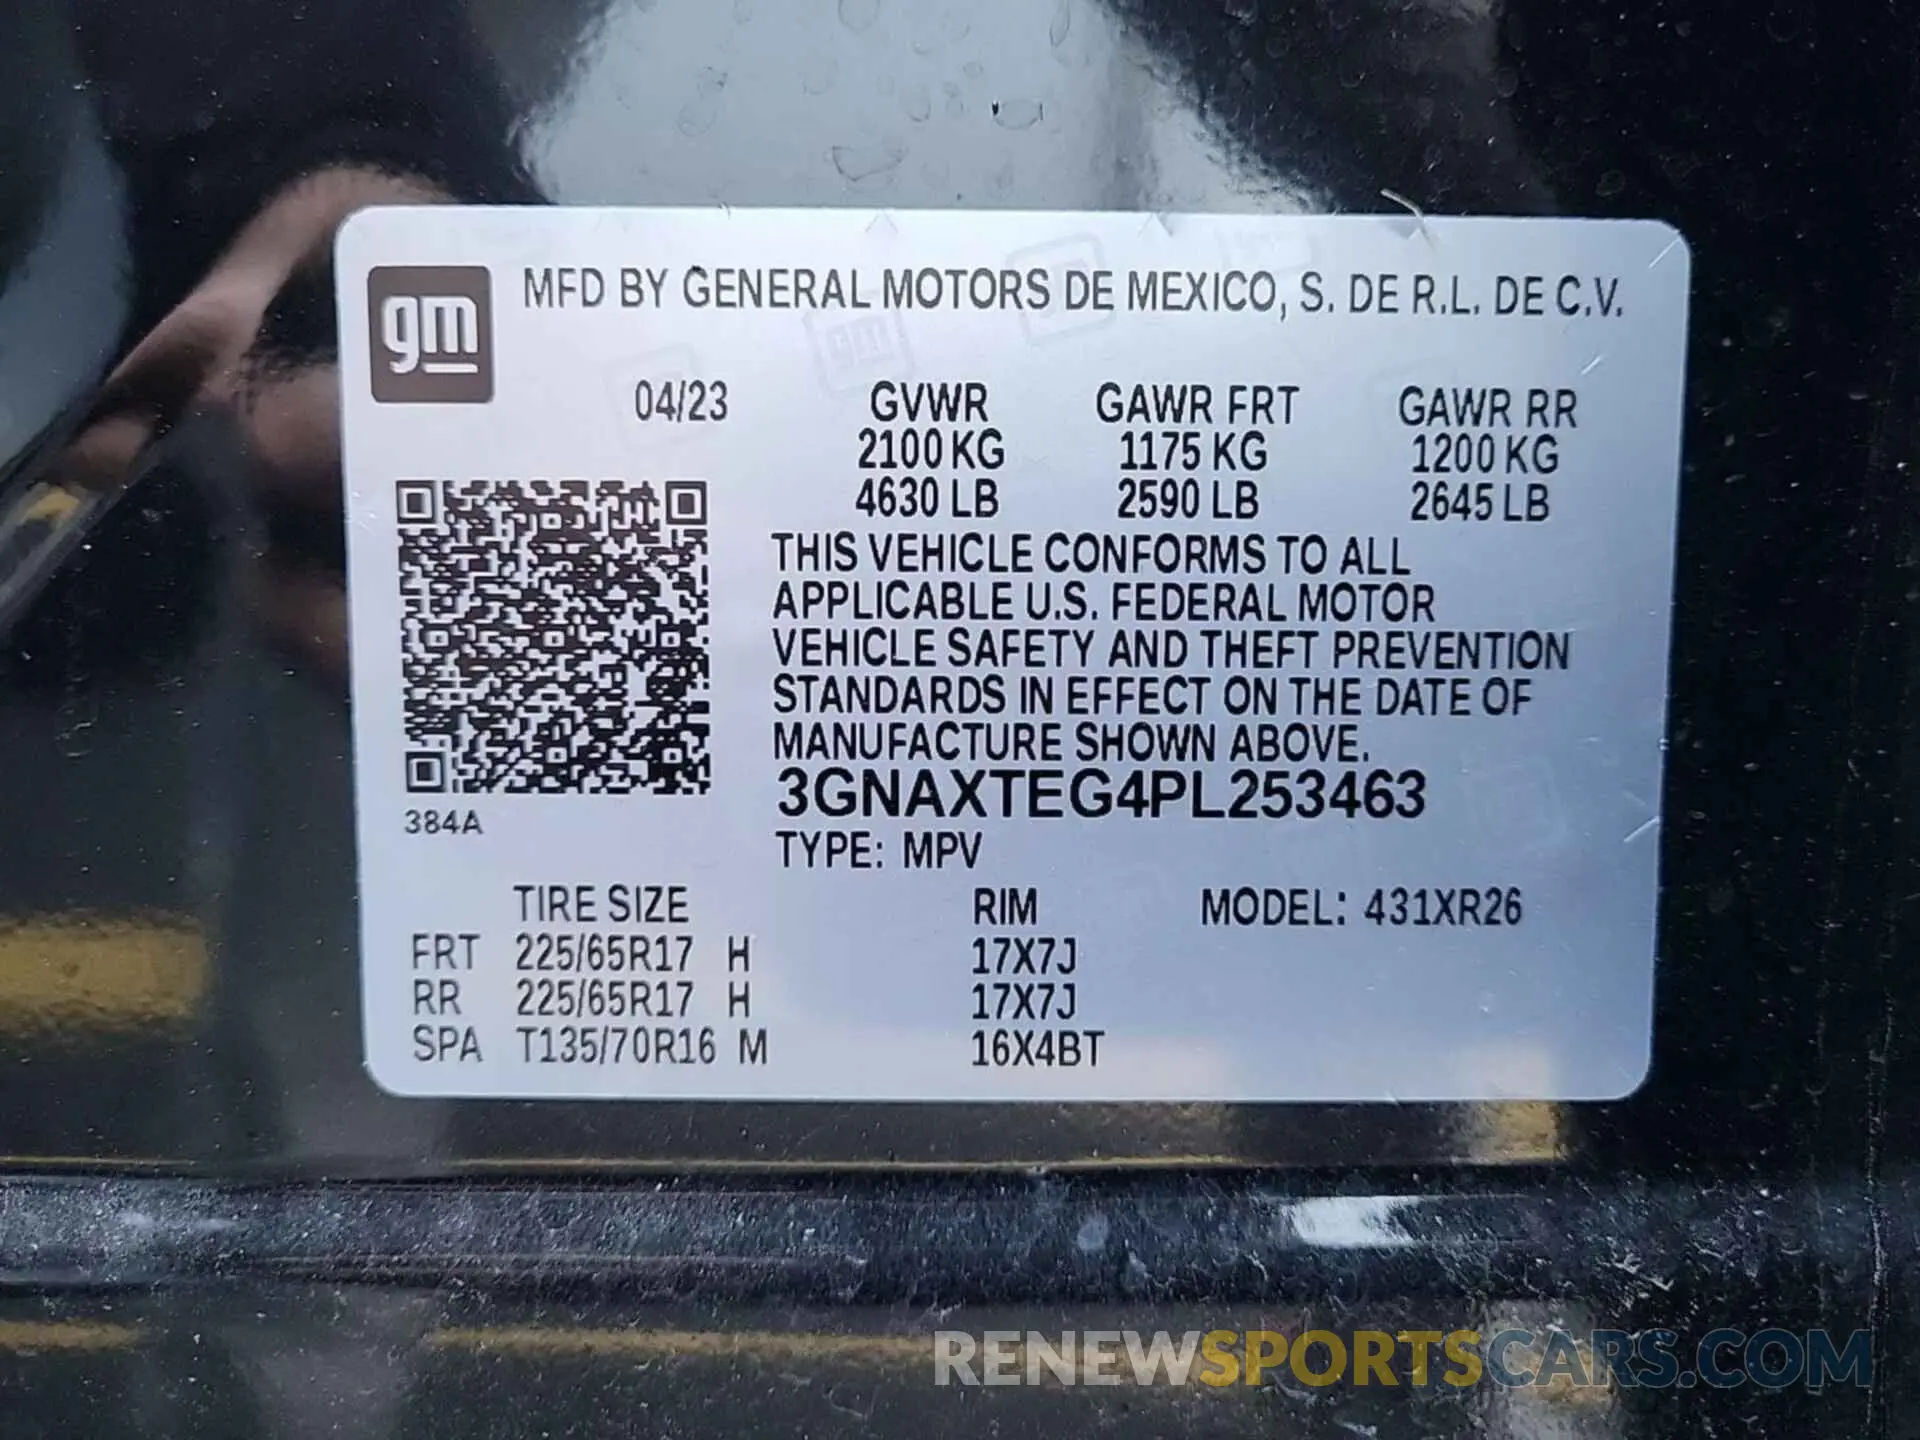 gm
MFD BY GENERAL MOTORS DE MEXICO, S. DE R.L. DE C.V.
04/23 GVWR GAWR FRT GAWR RR
2100 KG 1175 KG 1200 KG
4630 LB 2590 LB 2645 LB
THIS VEHICLE CONFORMS TO ALL
APPLICABLE U.S. FEDERAL MOTOR
VEHICLE SAFETY AND THEFT PREVENTION
STANDARDS IN EFFECT ON THE DATE OF
MANUFACTURE SHOWN ABOVE.
3GNAXTEG4PL253463
384A
TYPE: MPV
TIRE SIZE RIM MODEL: 431XR26
FRT 225/65R17 H 17X7J
RR 225/65R17 H 17X7J
SPA T135/70R16 M 16X4BT
RENEWSPORTSCARS.COM